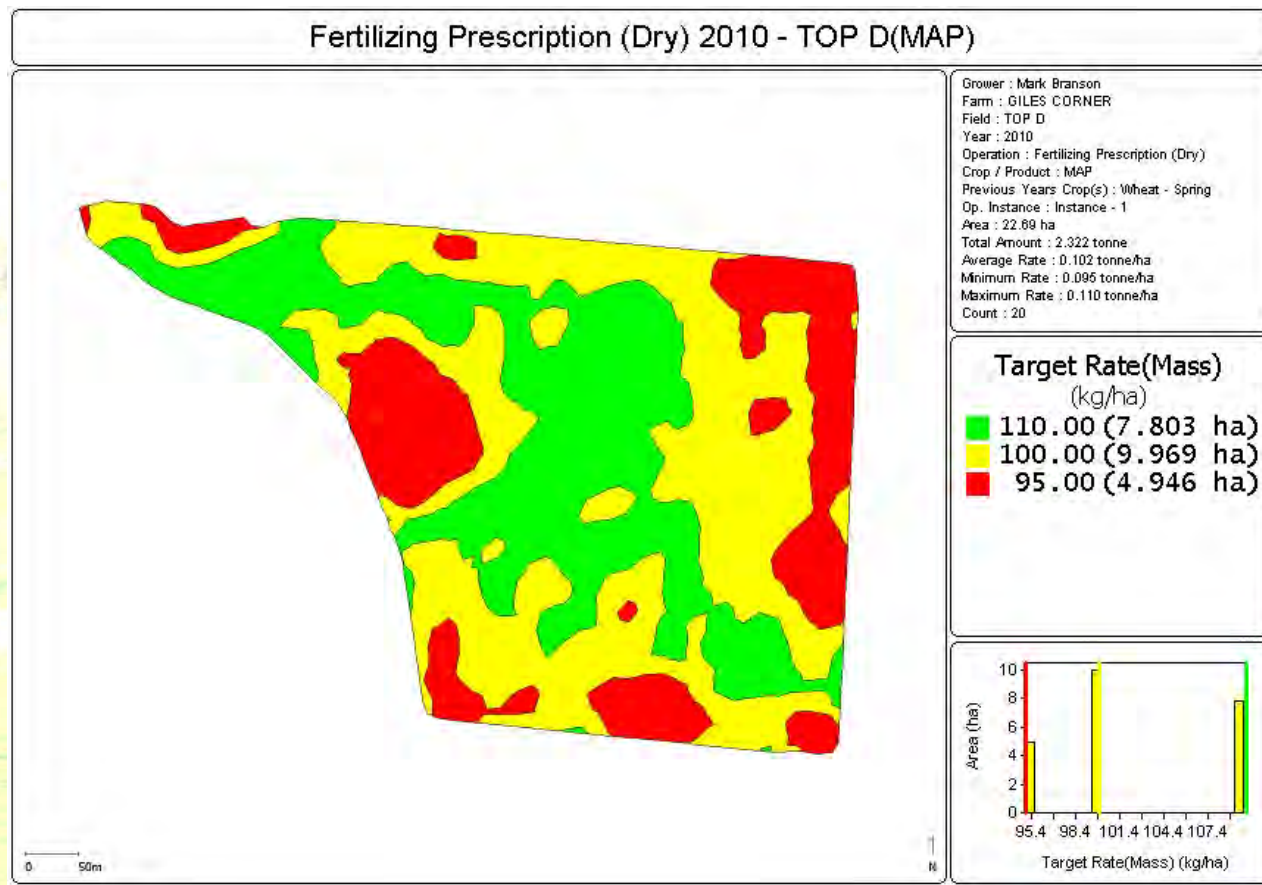 Fertilizing Prescription (Dry) 2010 - TOP D(MAP)
Grower : Mark Branson
Farm : GILES CORNER
Field : TOP D
Year : 2010
Operation : Fertilizing Prescription (Dry)
Crop / Product : MAP
Previous Years Crop(s) : Wheat - Spring
Op. Instance : Instance - 1
Area : 22.69 ha
Total Amount : 2.322 tonne
Average Rate : 0.102 tonne/ha
Minimum Rate : 0.095 tonne/ha
Maximum Rate : 0.110 tonne/ha
Count : 20
Target Rate(Mass)
(kg/ha)
110.00 (7.803 ha)
100.00 (9.969 ha)
95.00 (4.946 ha)
10
8
6
4
2
0
Area (ha)
95.4 98.4 101.4 104.4 107.4
Target Rate(Mass) (kg/ha)
0 50m
N